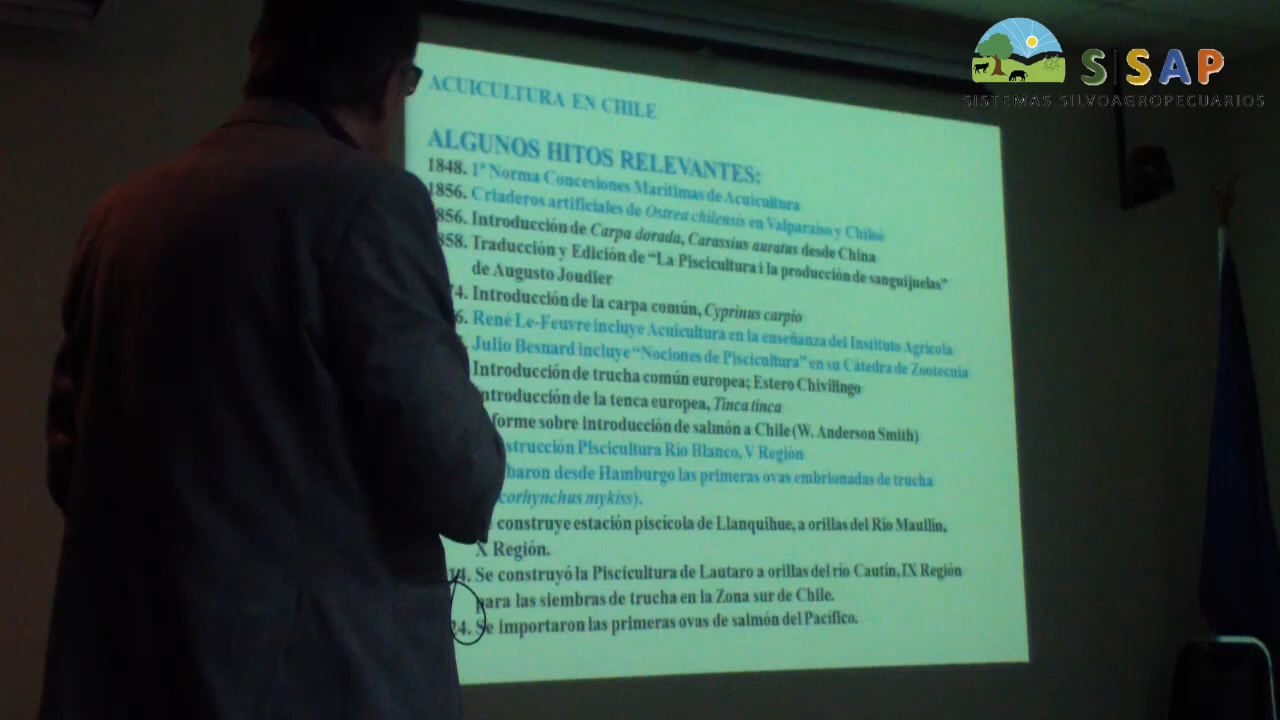 SISAP
SISTEMAS SILVOAGROPECUARIOS
ACUICULTURA EN CHILE
ALGUNOS HITOS RELEVANTES:
1848. 1ª Norma Concesiones Marítimas de Acuicultura
1856. Criaderos artificiales de Ostrea chilensis en Valparaíso y Chiloé
856. Introducción de Carpa dorada, Carassius auratus desde China
858. Traducción y Edición de “La Piscicultura i la producción de sanguijuelas”
de Augusto Joudler
74. Introducción de la carpa común, Cyprinus carpio
6. René Le-Feuvre incluye Acuicultura en la enseñanza del Instituto Agrícola
Julio Besnard incluye “Nociones de Piscicultura” en su Cátedra de Zootecnia
Introducción de trucha común europea; Estero Chivilingo
ntroducción de la tenca europea, Tinca tinca
forme sobre introducción de salmón a Chile (W. Anderson Smith)
strucción Piscicultura Río Blanco, V Región
baron desde Hamburgo las primeras ovas embrionadas de trucha
corhynchus mykiss).
construye estación piscícola de Llanquihue, a orillas del Río Maullín,
X Región.
14. Se construyó la Piscicultura de Lautaro a orillas del río Cautín, IX Región
para las siembras de trucha en la Zona sur de Chile.
24. Se importaron las primeras ovas de salmón del Pacífico.